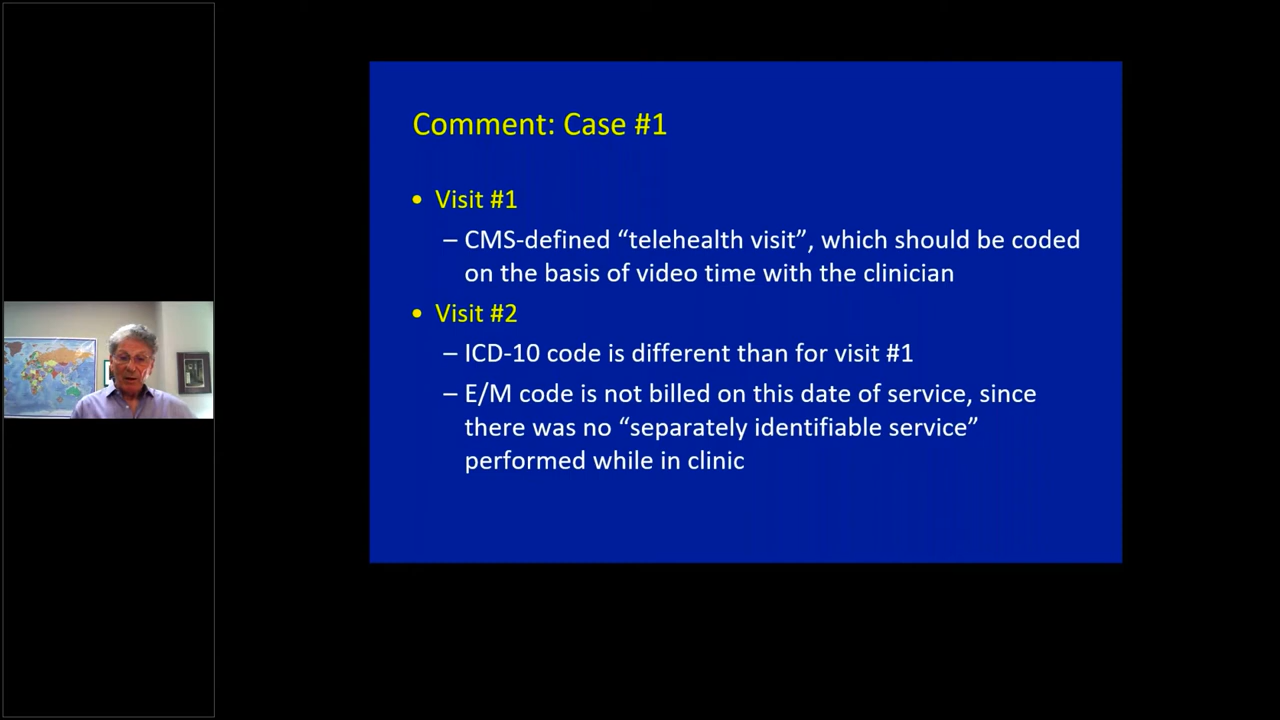 Comment: Case #1
• Visit #1
– CMS-defined “telehealth visit”, which should be coded
on the basis of video time with the clinician
• Visit #2
– ICD-10 code is different than for visit #1
– E/M code is not billed on this date of service, since
there was no “separately identifiable service”
performed while in clinic